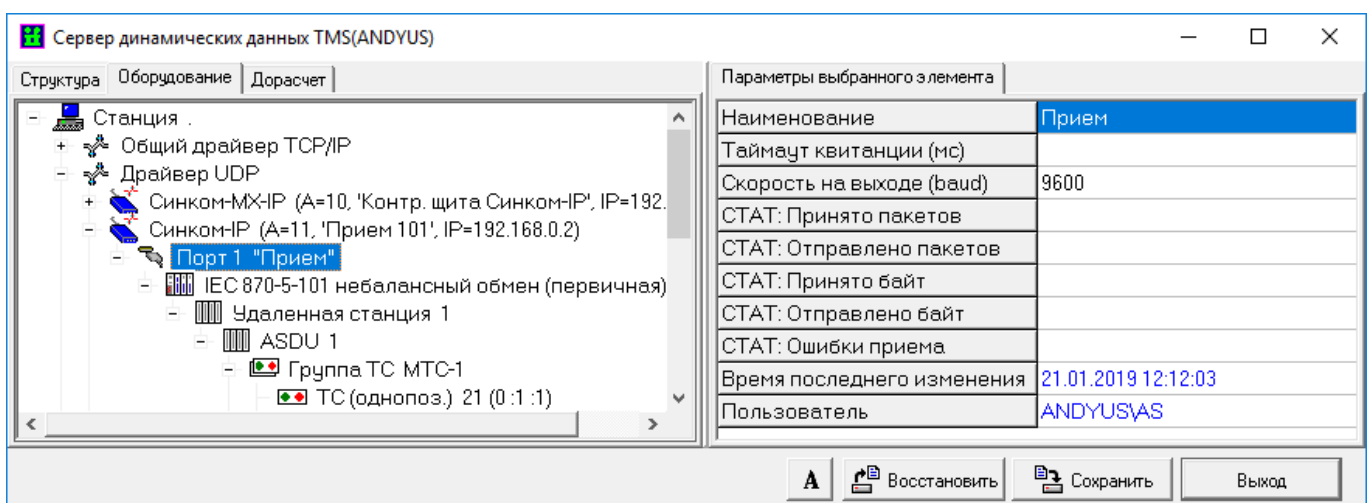 Сервер динамических данных TMS(ANDYUS)
Структура Оборудование Дорасчет
Станция .
Общий драйвер TCP/IP
Драйвер UDP
Синком-MX-IP (A=10, 'Контр. щита Синком-IP', IP=192.
Синком-IP (A=11, 'Прием 101', IP=192.168.0.2)
Порт 1 "Прием"
IEC 870-5-101 небалансный обмен (первичная)
Удаленная станция 1
ASDU 1
Группа ТС МТС-1
ТС (однопоз.) 21 (0 :1 :1)
Параметры выбранного элемента
Наименование Прием
Таймаут квитанции (мс)
Скорость на выходе (baud) 9600
СТАТ: Принято пакетов
СТАТ: Отправлено пакетов
СТАТ: Принято байт
СТАТ: Отправлено байт
СТАТ: Ошибки приема
Время последнего изменения 21.01.2019 12:12:03
Пользователь ANDYUS\AS
A Восстановить Сохранить Выход